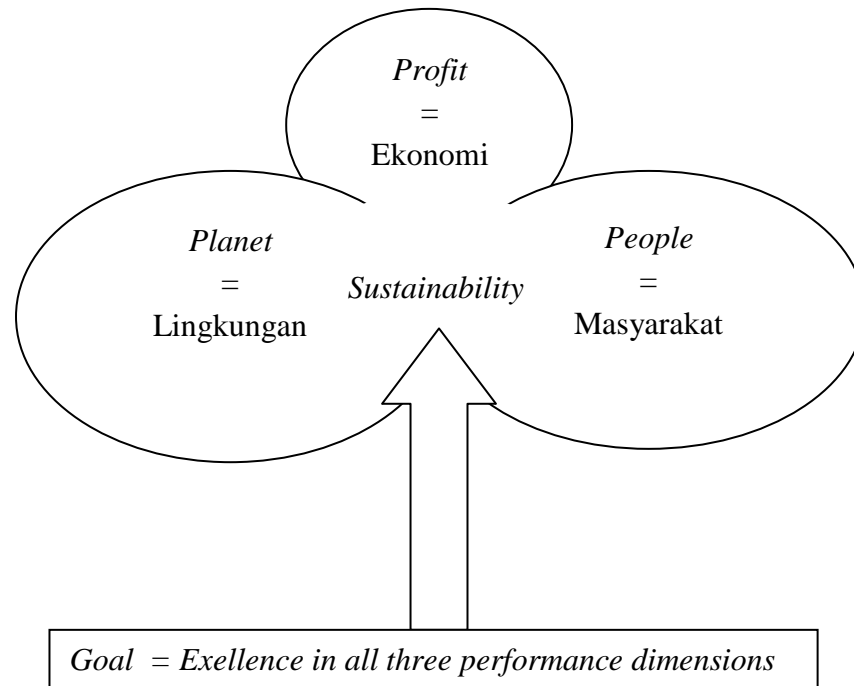 Profit
=
Ekonomi
Planet
=
Lingkungan
Sustainability
People
=
Masyarakat
Goal = Exellence in all three performance dimensions